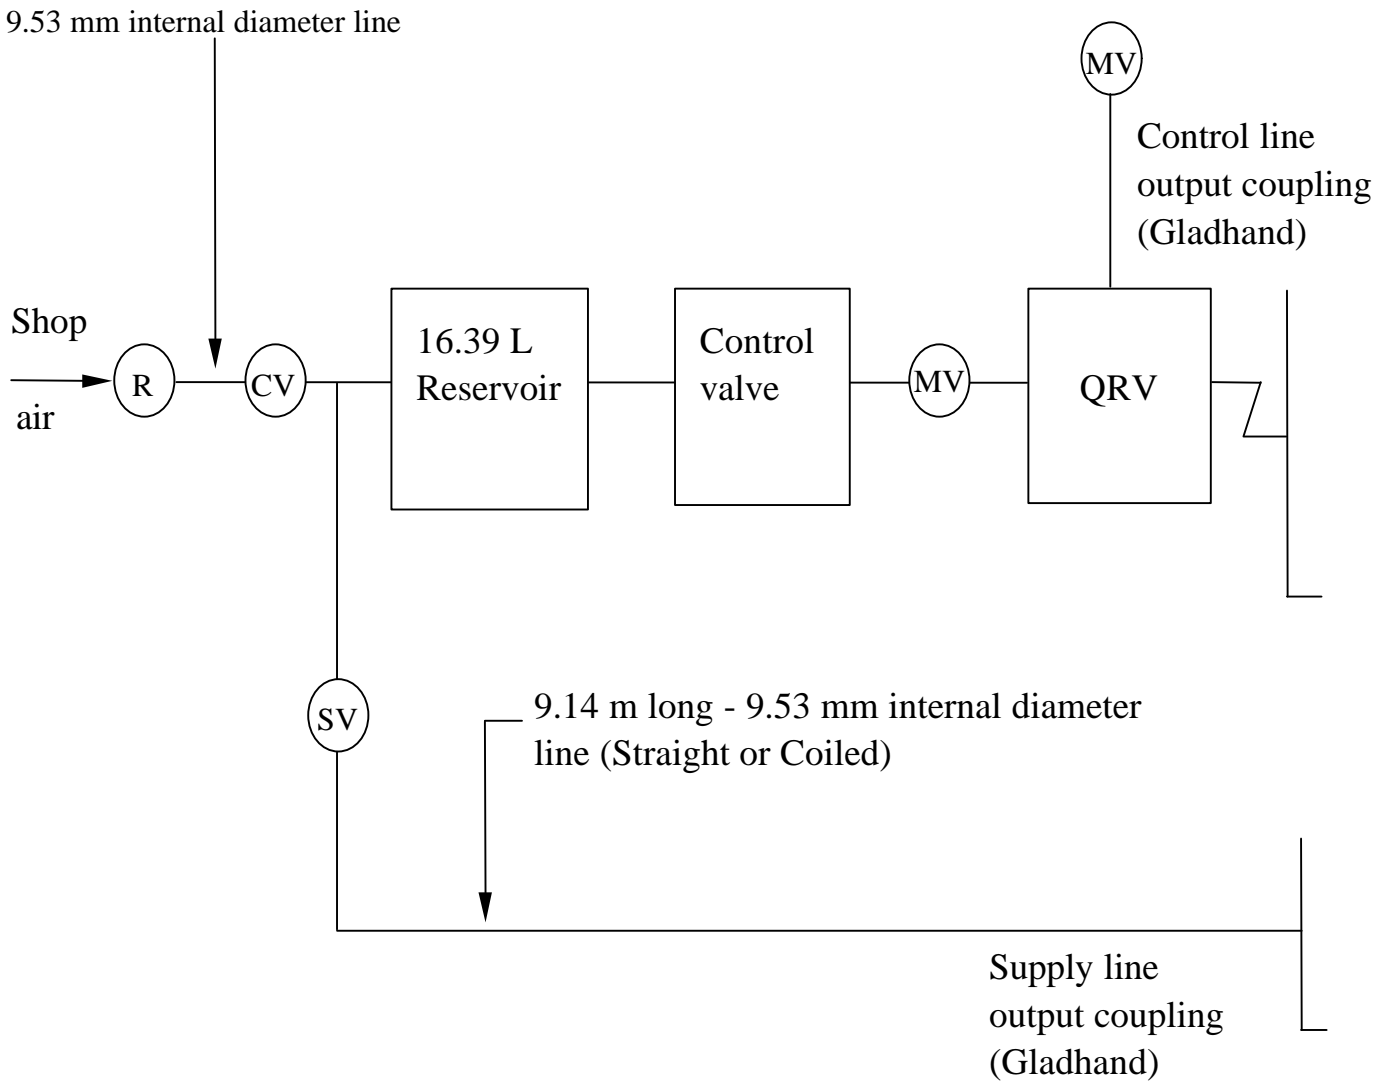 9.53 mm internal diameter line
MV
Control line
output coupling
(Gladhand)
Shop
air
R
CV
16.39 L
Reservoir
Control
valve
MV
QRV
SV
9.14 m long - 9.53 mm internal diameter
line (Straight or Coiled)
Supply line
output coupling
(Gladhand)